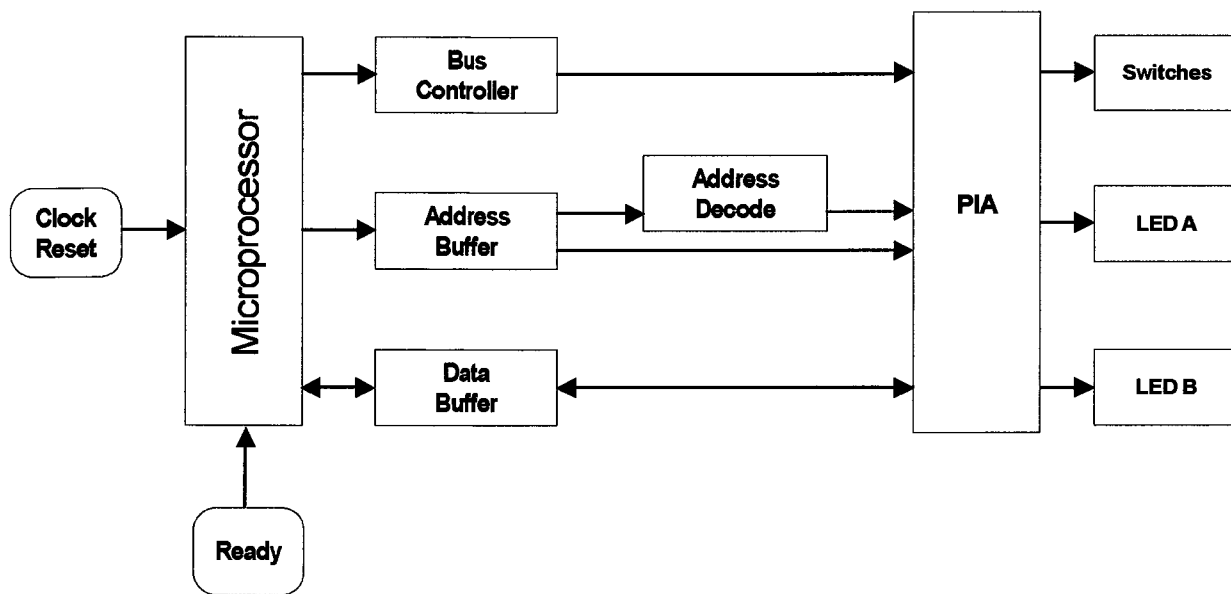 Bus
Controller
Switches
Address
Decode
Clock
Reset
Microprocessor
Address
Buffer
PIA
LED A
Data
Buffer
LED B
Ready